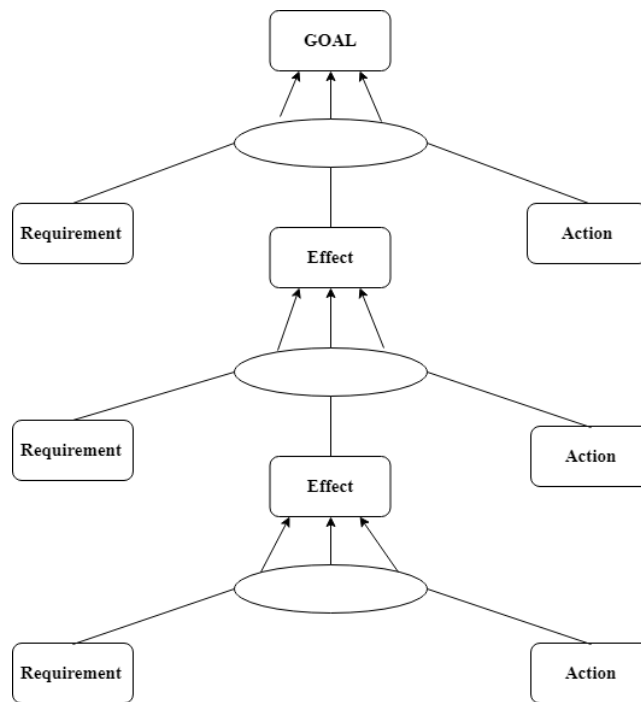 GOAL
Requirement
Action
Effect
Requirement
Action
Effect
Requirement
Action